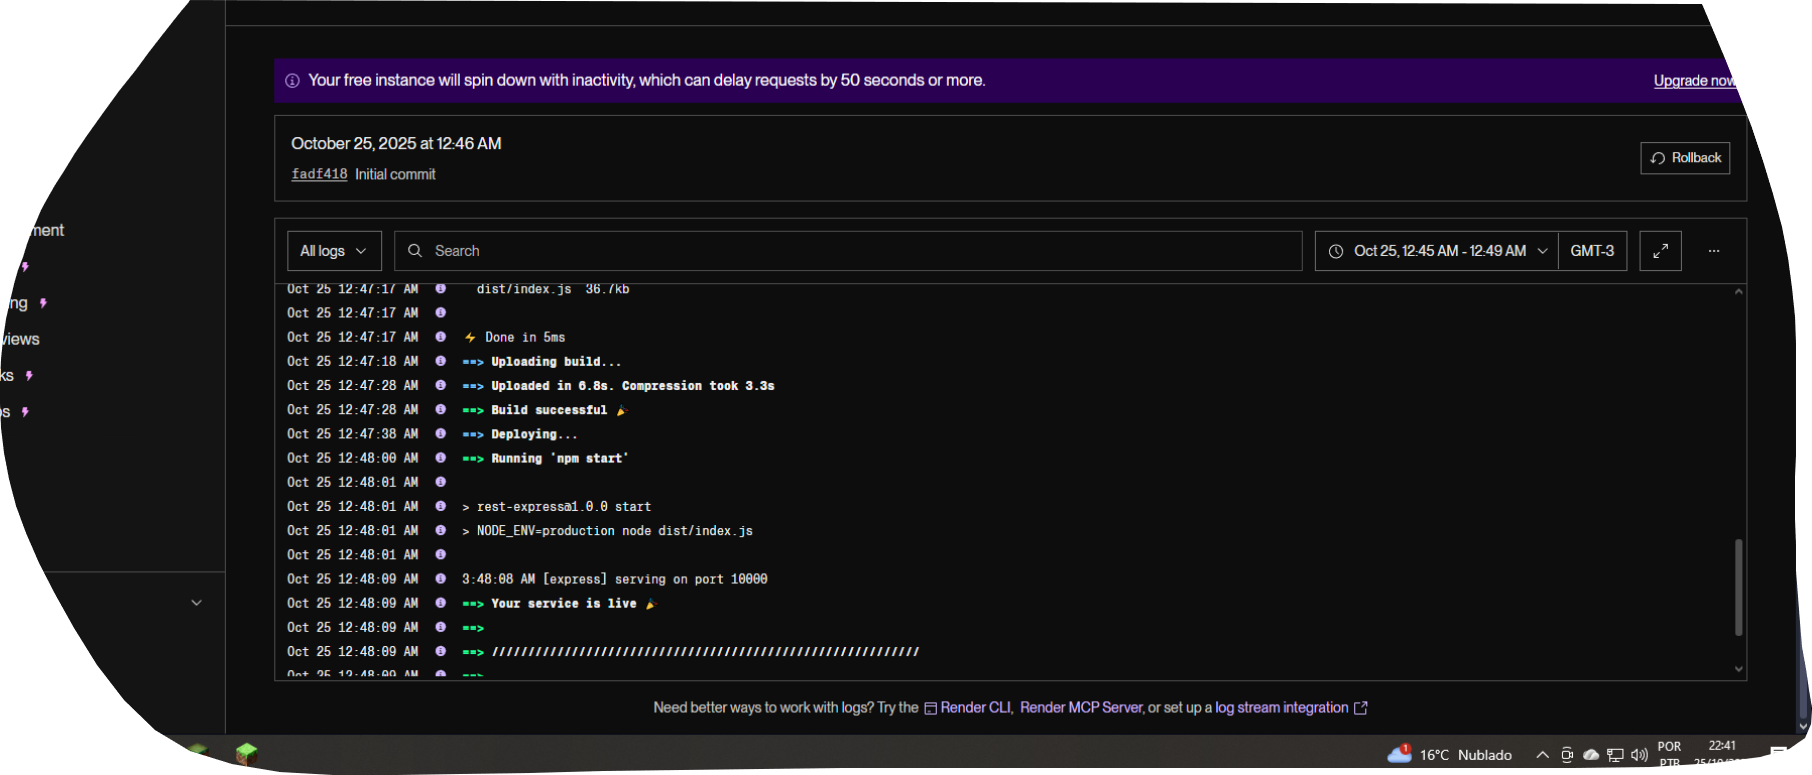 Your free instance will spin down with inactivity, which can delay requests by 50 seconds or more.
Upgrade now
October 25, 2025 at 12:46 AM
fadf418 Initial commit
Rollback
ment
ng
views
ks
os
All logs
Search
Oct 25, 12:45 AM - 12:49 AM
GMT-3
...
Oct 25 12:47:17 AM dist/index.js 36.7kb
Oct 25 12:47:17 AM
Oct 25 12:47:17 AM ⚡ Done in 5ms
Oct 25 12:47:18 AM ==> Uploading build...
Oct 25 12:47:28 AM ==> Uploaded in 6.8s. Compression took 3.3s
Oct 25 12:47:28 AM ==> Build successful 🎉
Oct 25 12:47:38 AM ==> Deploying...
Oct 25 12:48:00 AM ==> Running 'npm start'
Oct 25 12:48:01 AM
Oct 25 12:48:01 AM > rest-express@1.0.0 start
Oct 25 12:48:01 AM > NODE_ENV=production node dist/index.js
Oct 25 12:48:01 AM
Oct 25 12:48:09 AM 3:48:08 AM [express] serving on port 10000
Oct 25 12:48:09 AM ==> Your service is live 🎉
Oct 25 12:48:09 AM ==>
Oct 25 12:48:09 AM ==> ///////////////////////////////////////////////////////////
Oct 25 12:48:09 AM ==>
Need better ways to work with logs? Try the Render CLI, Render MCP Server, or set up a log stream integration
1
16°C Nublado
POR
PTB
22:41
25/10/